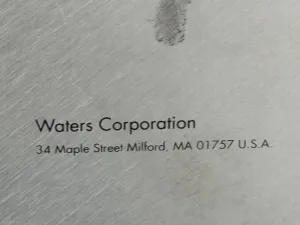 Waters Corporation
34 Maple Street Milford, MA 01757 U.S.A.